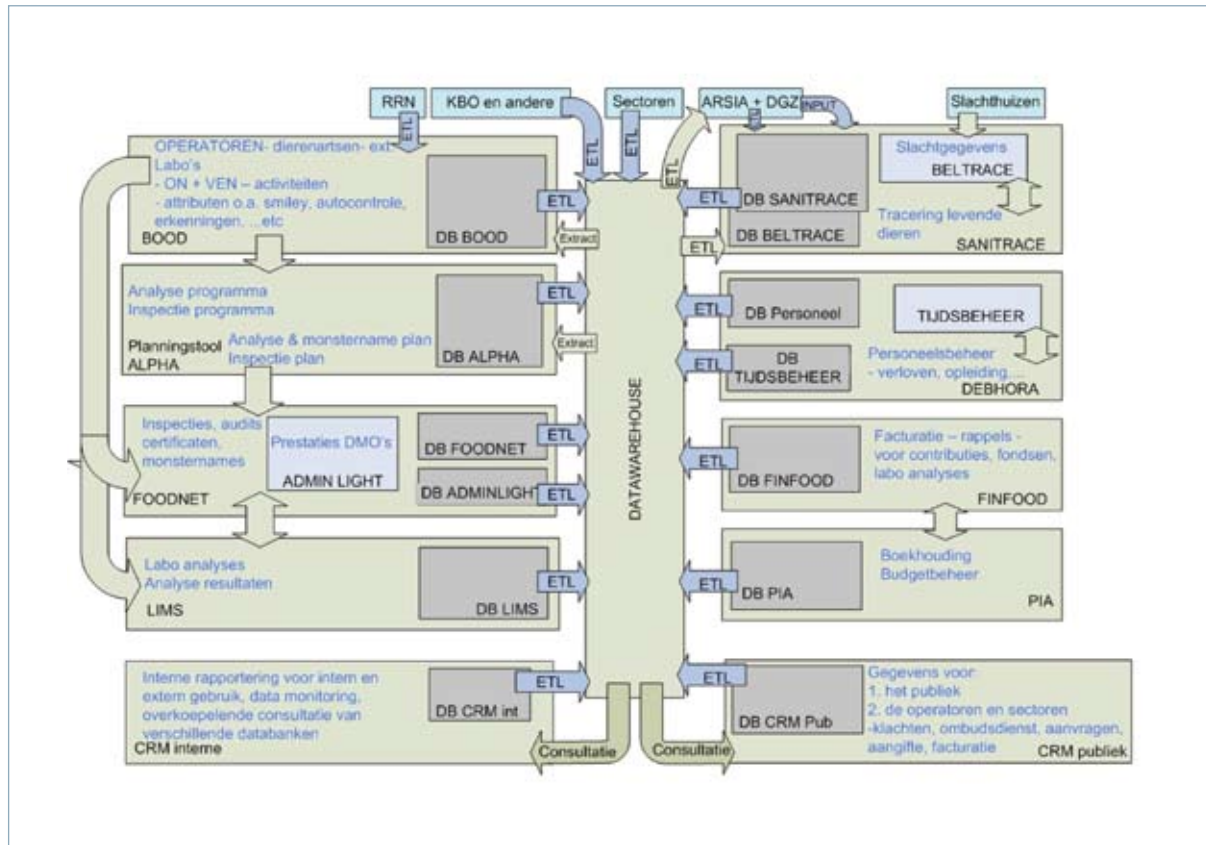 RRN
KBO en andere
Sectoren
ARSIA + DGZ
INPUT
Slachthuizen
ETL
ETL
ETL
ETL
ETL
OPERATOREN- dierenartsen- ext.
Labo's
- ON + VEN – activiteiten
- attributen o.a. smiley, autocontrole,
erkenningen, ...etc
BOOD
DB BOOD
ETL
Extract
Analyse programma
Inspectie programma
Analyse & monstername plan
Inspectie plan
Planningstool
ALPHA
DB ALPHA
ETL
Extract
Inspecties, audits
certificaten,
monsternames
FOODNET
Prestaties DMO's
ADMIN LIGHT
DB FOODNET
ETL
DB ADMINLIGHT
ETL
Labo analyses
Analyse resultaten
LIMS
DB LIMS
ETL
Interne rapportering voor intern en
extern gebruik, data monitoring,
overkoepelende consultatie van
verschillende databanken
CRM interne
DB CRM int
ETL
Consultatie
DATAWAREHOUSE
Slachtgegevens
BELTRACE
DB SANITRACE
DB BELTRACE
ETL
ETL
Tracering levende
dieren
SANITRACE
DB Personeel
ETL
TIJDSBEHEER
DB
TIJDSBEHEER
ETL
Personeelsbeheer
- verloven, opleiding....
DEBHORA
Facturatie – rappels -
voor contributies, fondsen,
labo analyses
DB FINFOOD
ETL
FINFOOD
Boekhouding
Budgetbeheer
DB PIA
ETL
PIA
Gegevens voor:
1. het publiek
2. de operatoren en sectoren
-klachten, ombudsdienst, aanvragen,
aangifte, facturatie
DB CRM Pub
ETL
Consultatie
CRM publiek